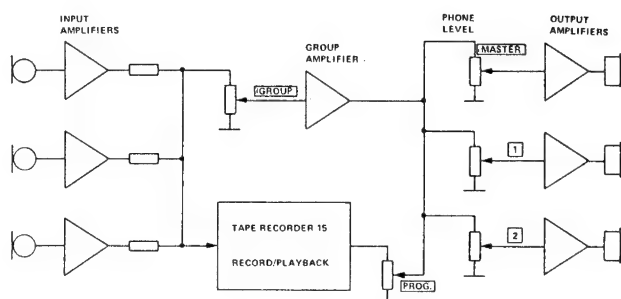 INPUT
AMPLIFIERS
GROUP
AMPLIFIER
PHONE
LEVEL
OUTPUT
AMPLIFIERS
MASTER
GROUP
1
TAPE RECORDER 15
RECORD/PLAYBACK
2
PROG.